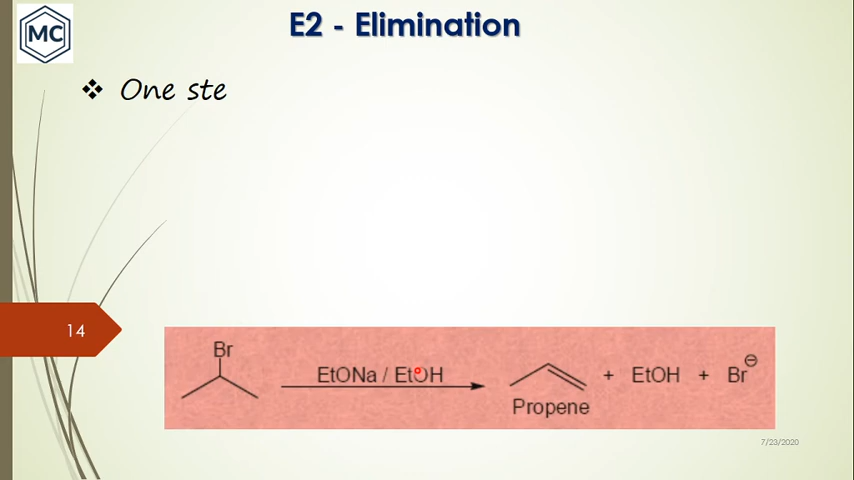 MC
E2 - Elimination
❖ One ste
14
Br
EtONa / EtOH
+ EtOH + Br⊖
Propene
7/23/2020